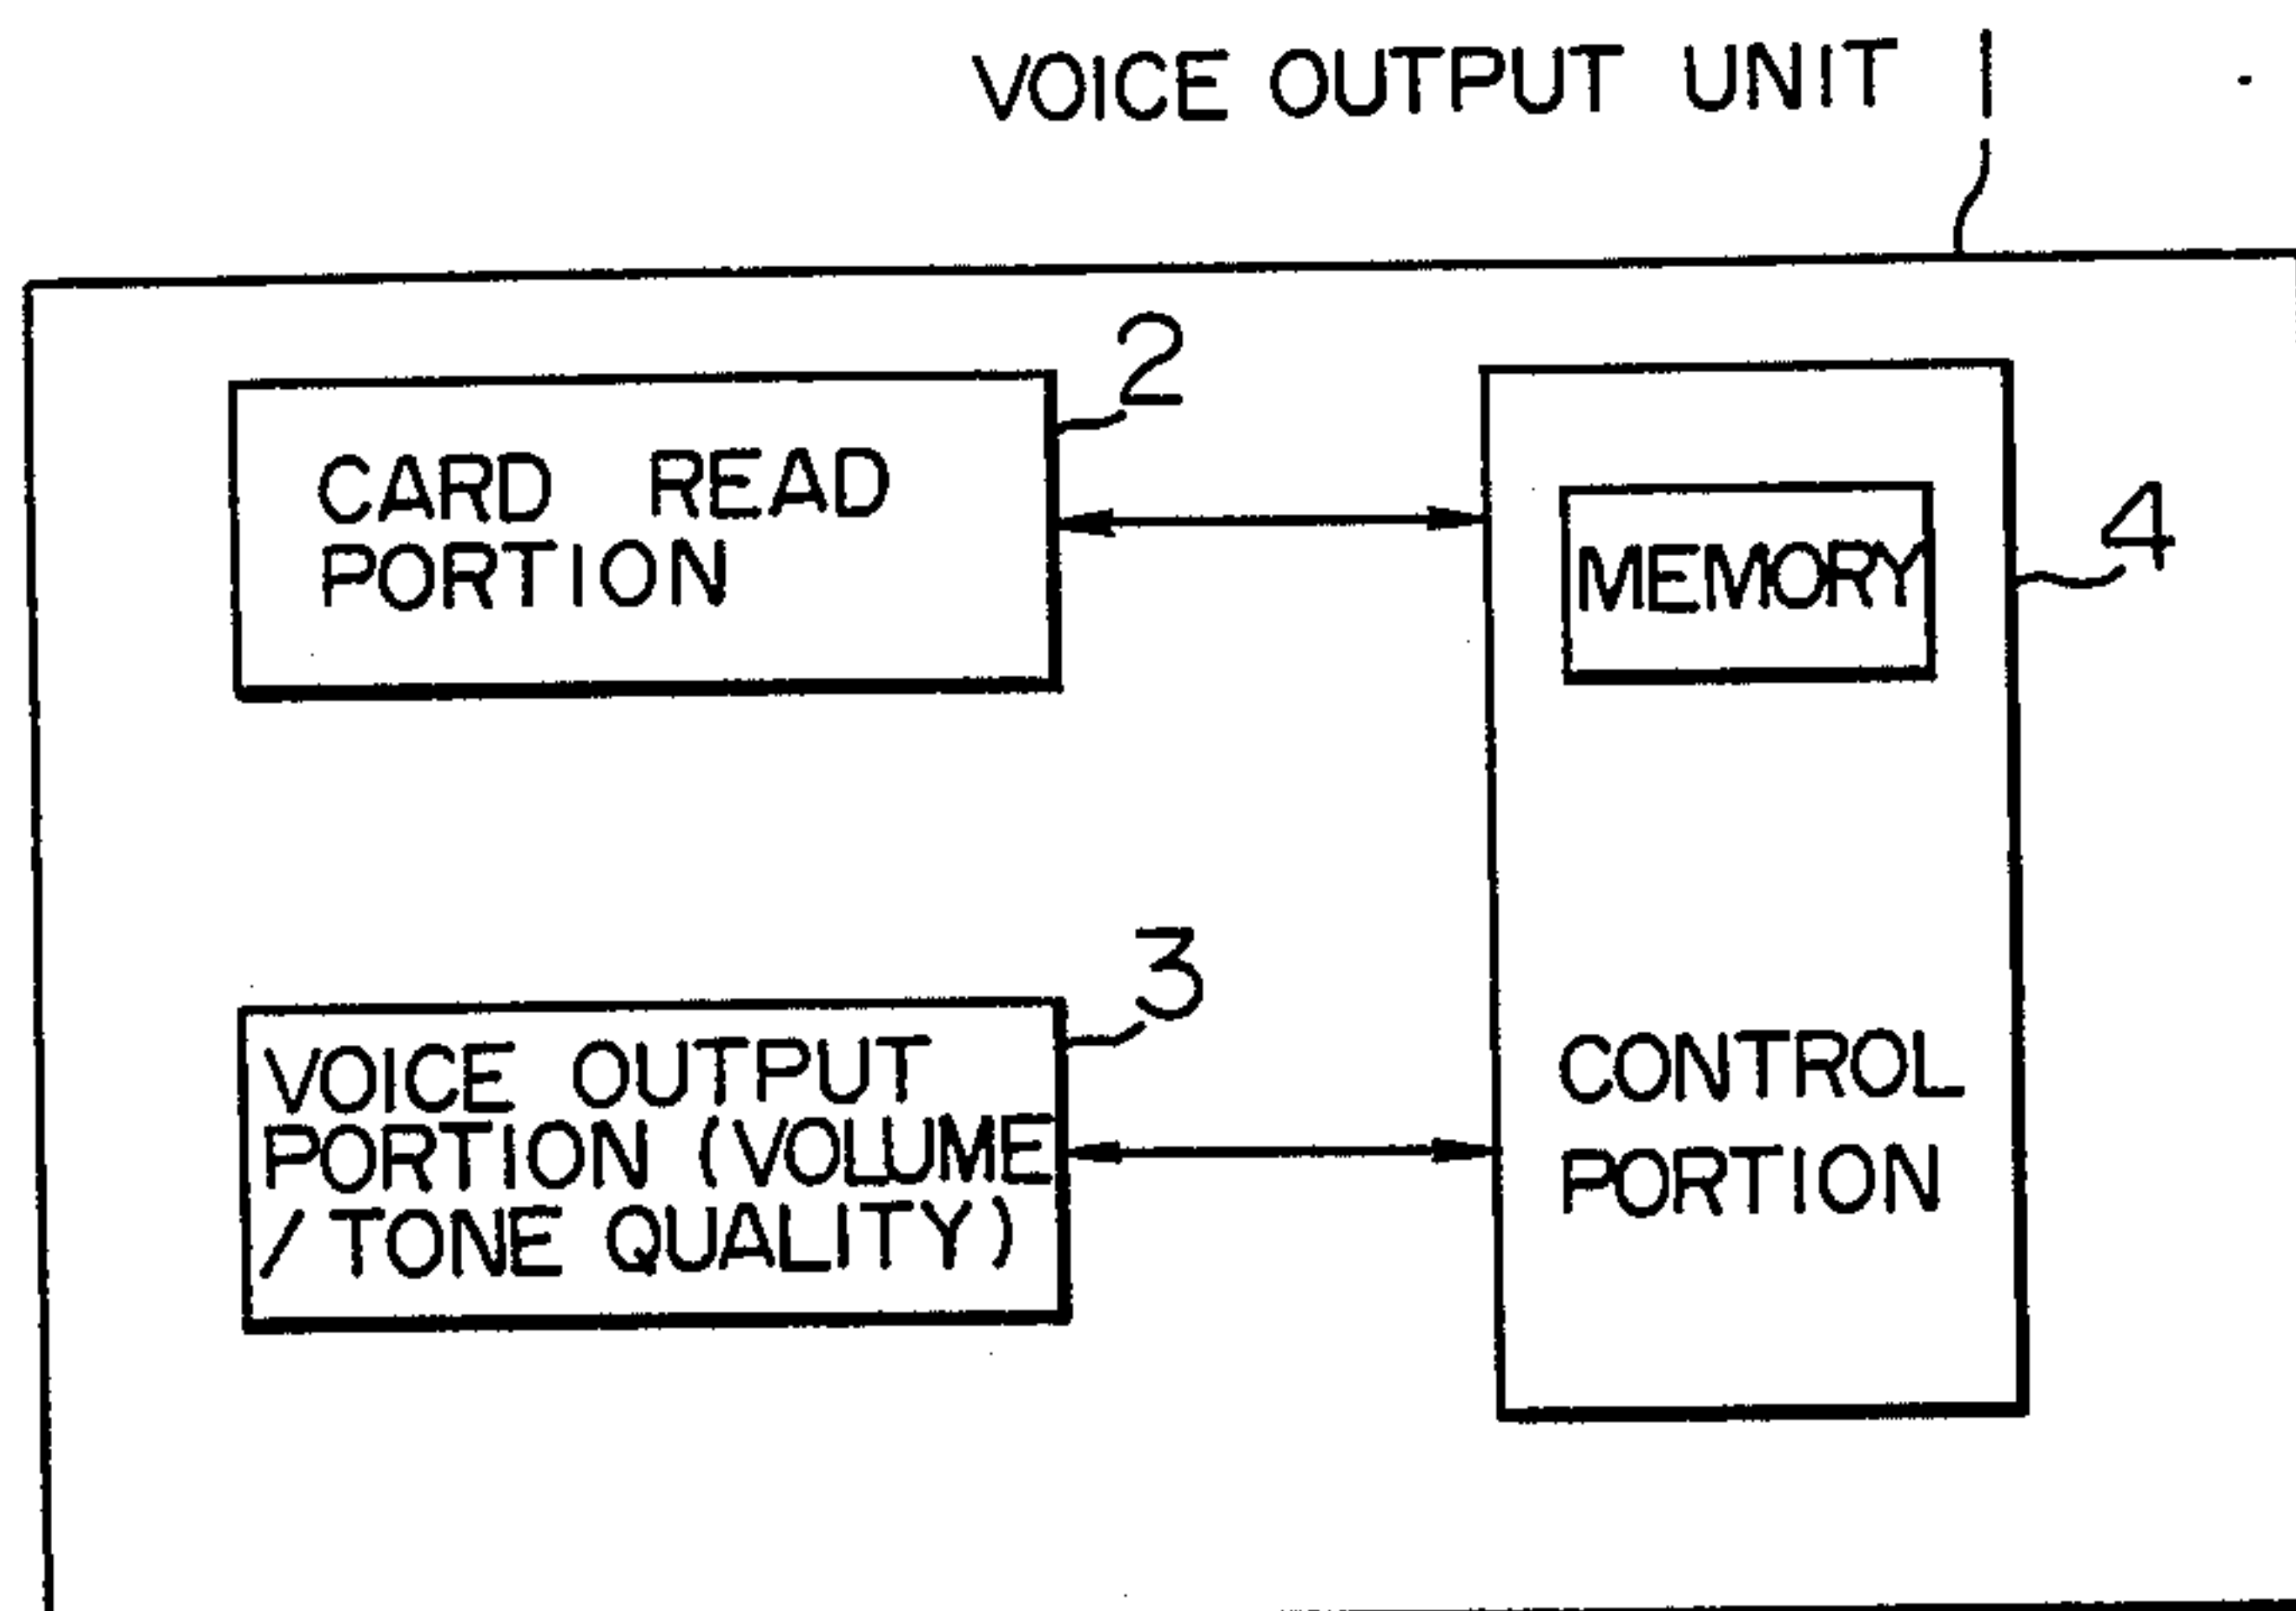 VOICE OUTPUT UNIT 1
2
CARD READ
PORTION
MEMORY
4
3
VOICE OUTPUT
PORTION (VOLUME
/TONE QUALITY)
CONTROL
PORTION